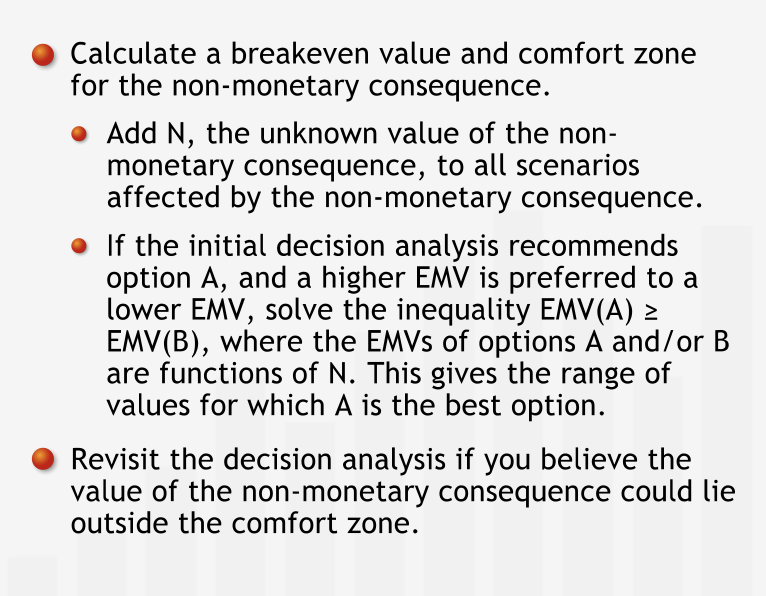 Calculate a breakeven value and comfort zone
for the non-monetary consequence.
Add N, the unknown value of the non-
monetary consequence, to all scenarios
affected by the non-monetary consequence.
If the initial decision analysis recommends
option A, and a higher EMV is preferred to a
lower EMV, solve the inequality EMV(A) ≥
EMV(B), where the EMVs of options A and/or B
are functions of N. This gives the range of
values for which A is the best option.
Revisit the decision analysis if you believe the
value of the non-monetary consequence could lie
outside the comfort zone.